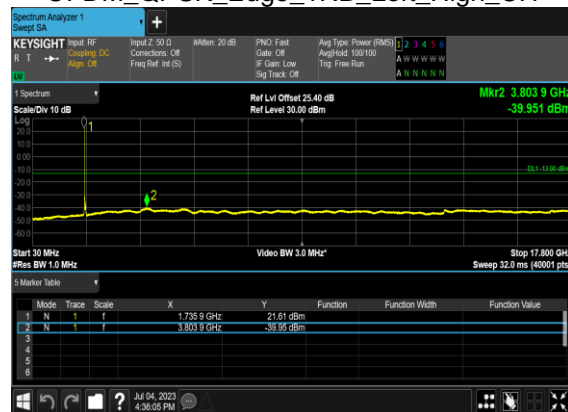 Spectrum Analyzer 1
Swept SA
+
KEYSIGHT Input: RF Input Z: 50 Ω #Atten: 20 dB PNO: Fast Avg Type: Power (RMS) 1 2 3 4 5 6
R T Coupling: DC Corrections: Off Gate: Off Avg|Hold: 100/100 A W W W W W
Align: Off Freq Ref: Int (S) IF Gain: Low Trig: Free Run
LU Sig Track: Off A N N N N N
1 Spectrum Ref Lvl Offset 25.40 dB Mkr2 3.803 9 GHz
Scale/Div 10 dB Ref Level 30.00 dBm -39.951 dBm
Log
20.0 1
10.0
0.00
-10.0 DL1 -13.00 dBm
-20.0
-30.0 2
-40.0
-50.0
-60.0
Start 30 MHz Video BW 3.0 MHz* Stop 17.800 GHz
#Res BW 1.0 MHz Sweep 32.0 ms (40001 pts
5 Marker Table
Mode Trace Scale X Y Function Function Width Function Value
1 N 1 f 1.735 9 GHz 21.61 dBm
2 N 1 f 3.803 9 GHz -39.95 dBm
3
4
5
6
? Jul 04, 2023
4:36:05 PM